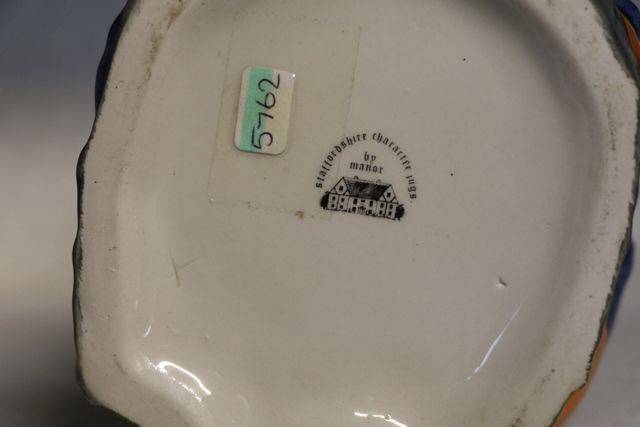 5762
staffordshire character jugs.
by
manor